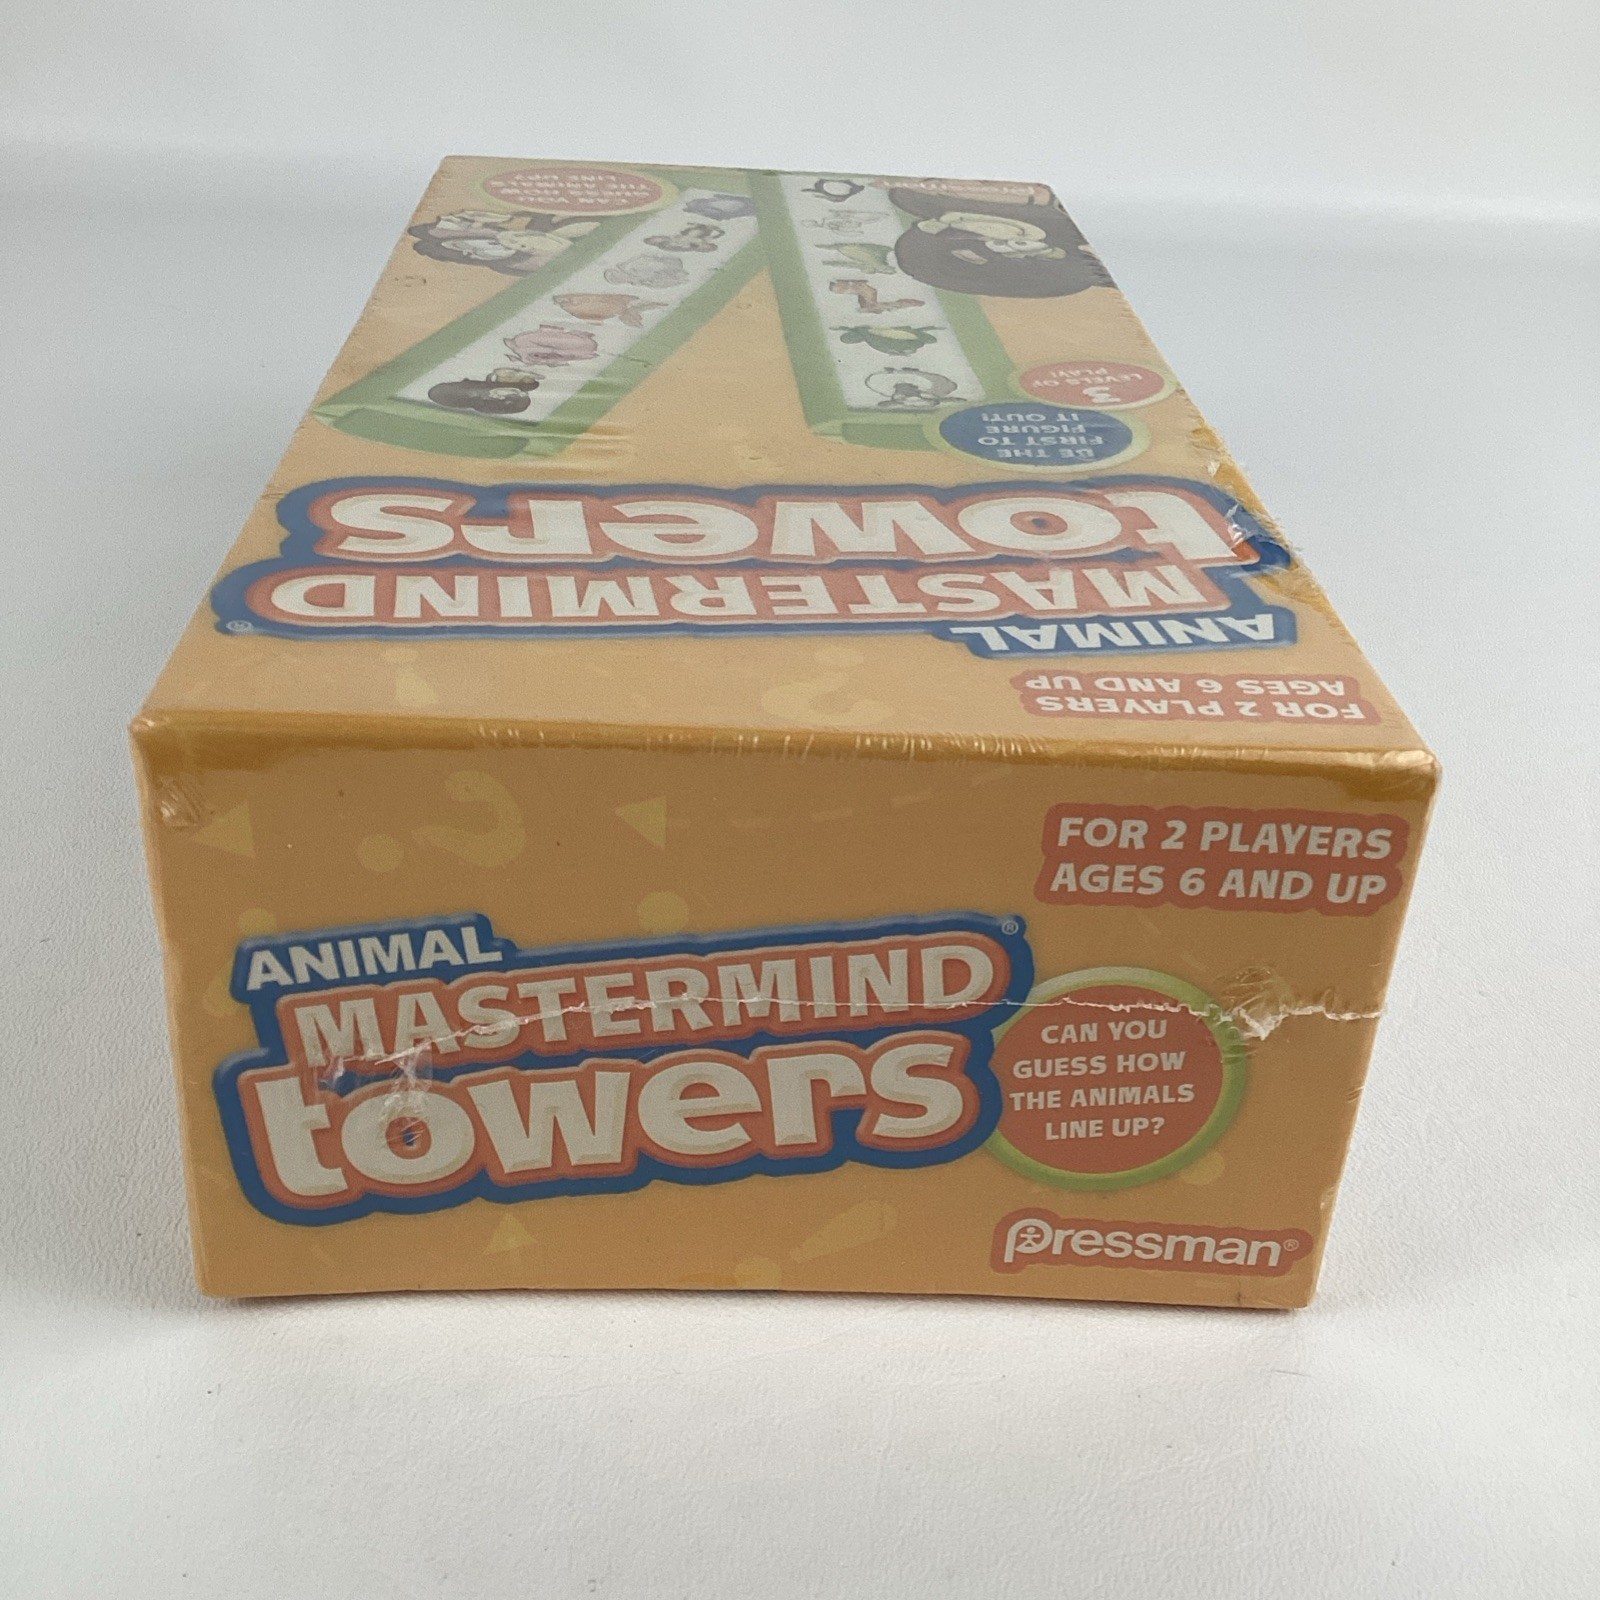 Pressmen
CAN YOU
GUESS HOW
THE ANIMALS
LINE UP?
3
LEVELS OF
PLAY!
BE THE
FIRST TO
FIGURE
IT OUT!
towers
MASTERMIND®
ANIMAL
FOR 2 PLAYERS
AGES 6 AND UP
FOR 2 PLAYERS
AGES 6 AND UP
ANIMAL
MASTERMIND®
towers
CAN YOU
GUESS HOW
THE ANIMALS
LINE UP?
Pressman®